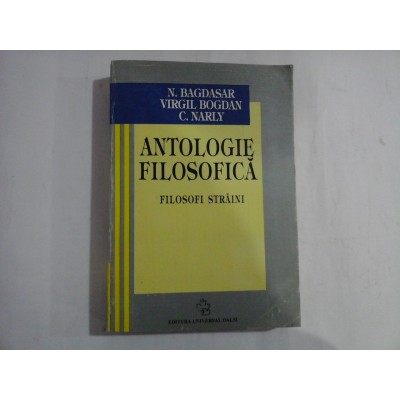 N. BAGDASAR
VIRGIL BOGDAN
C. NARLY
ANTOLOGIE
FILOSOFICĂ
FILOSOFI STRĂINI
EDITURA UNIVERSAL DALSI